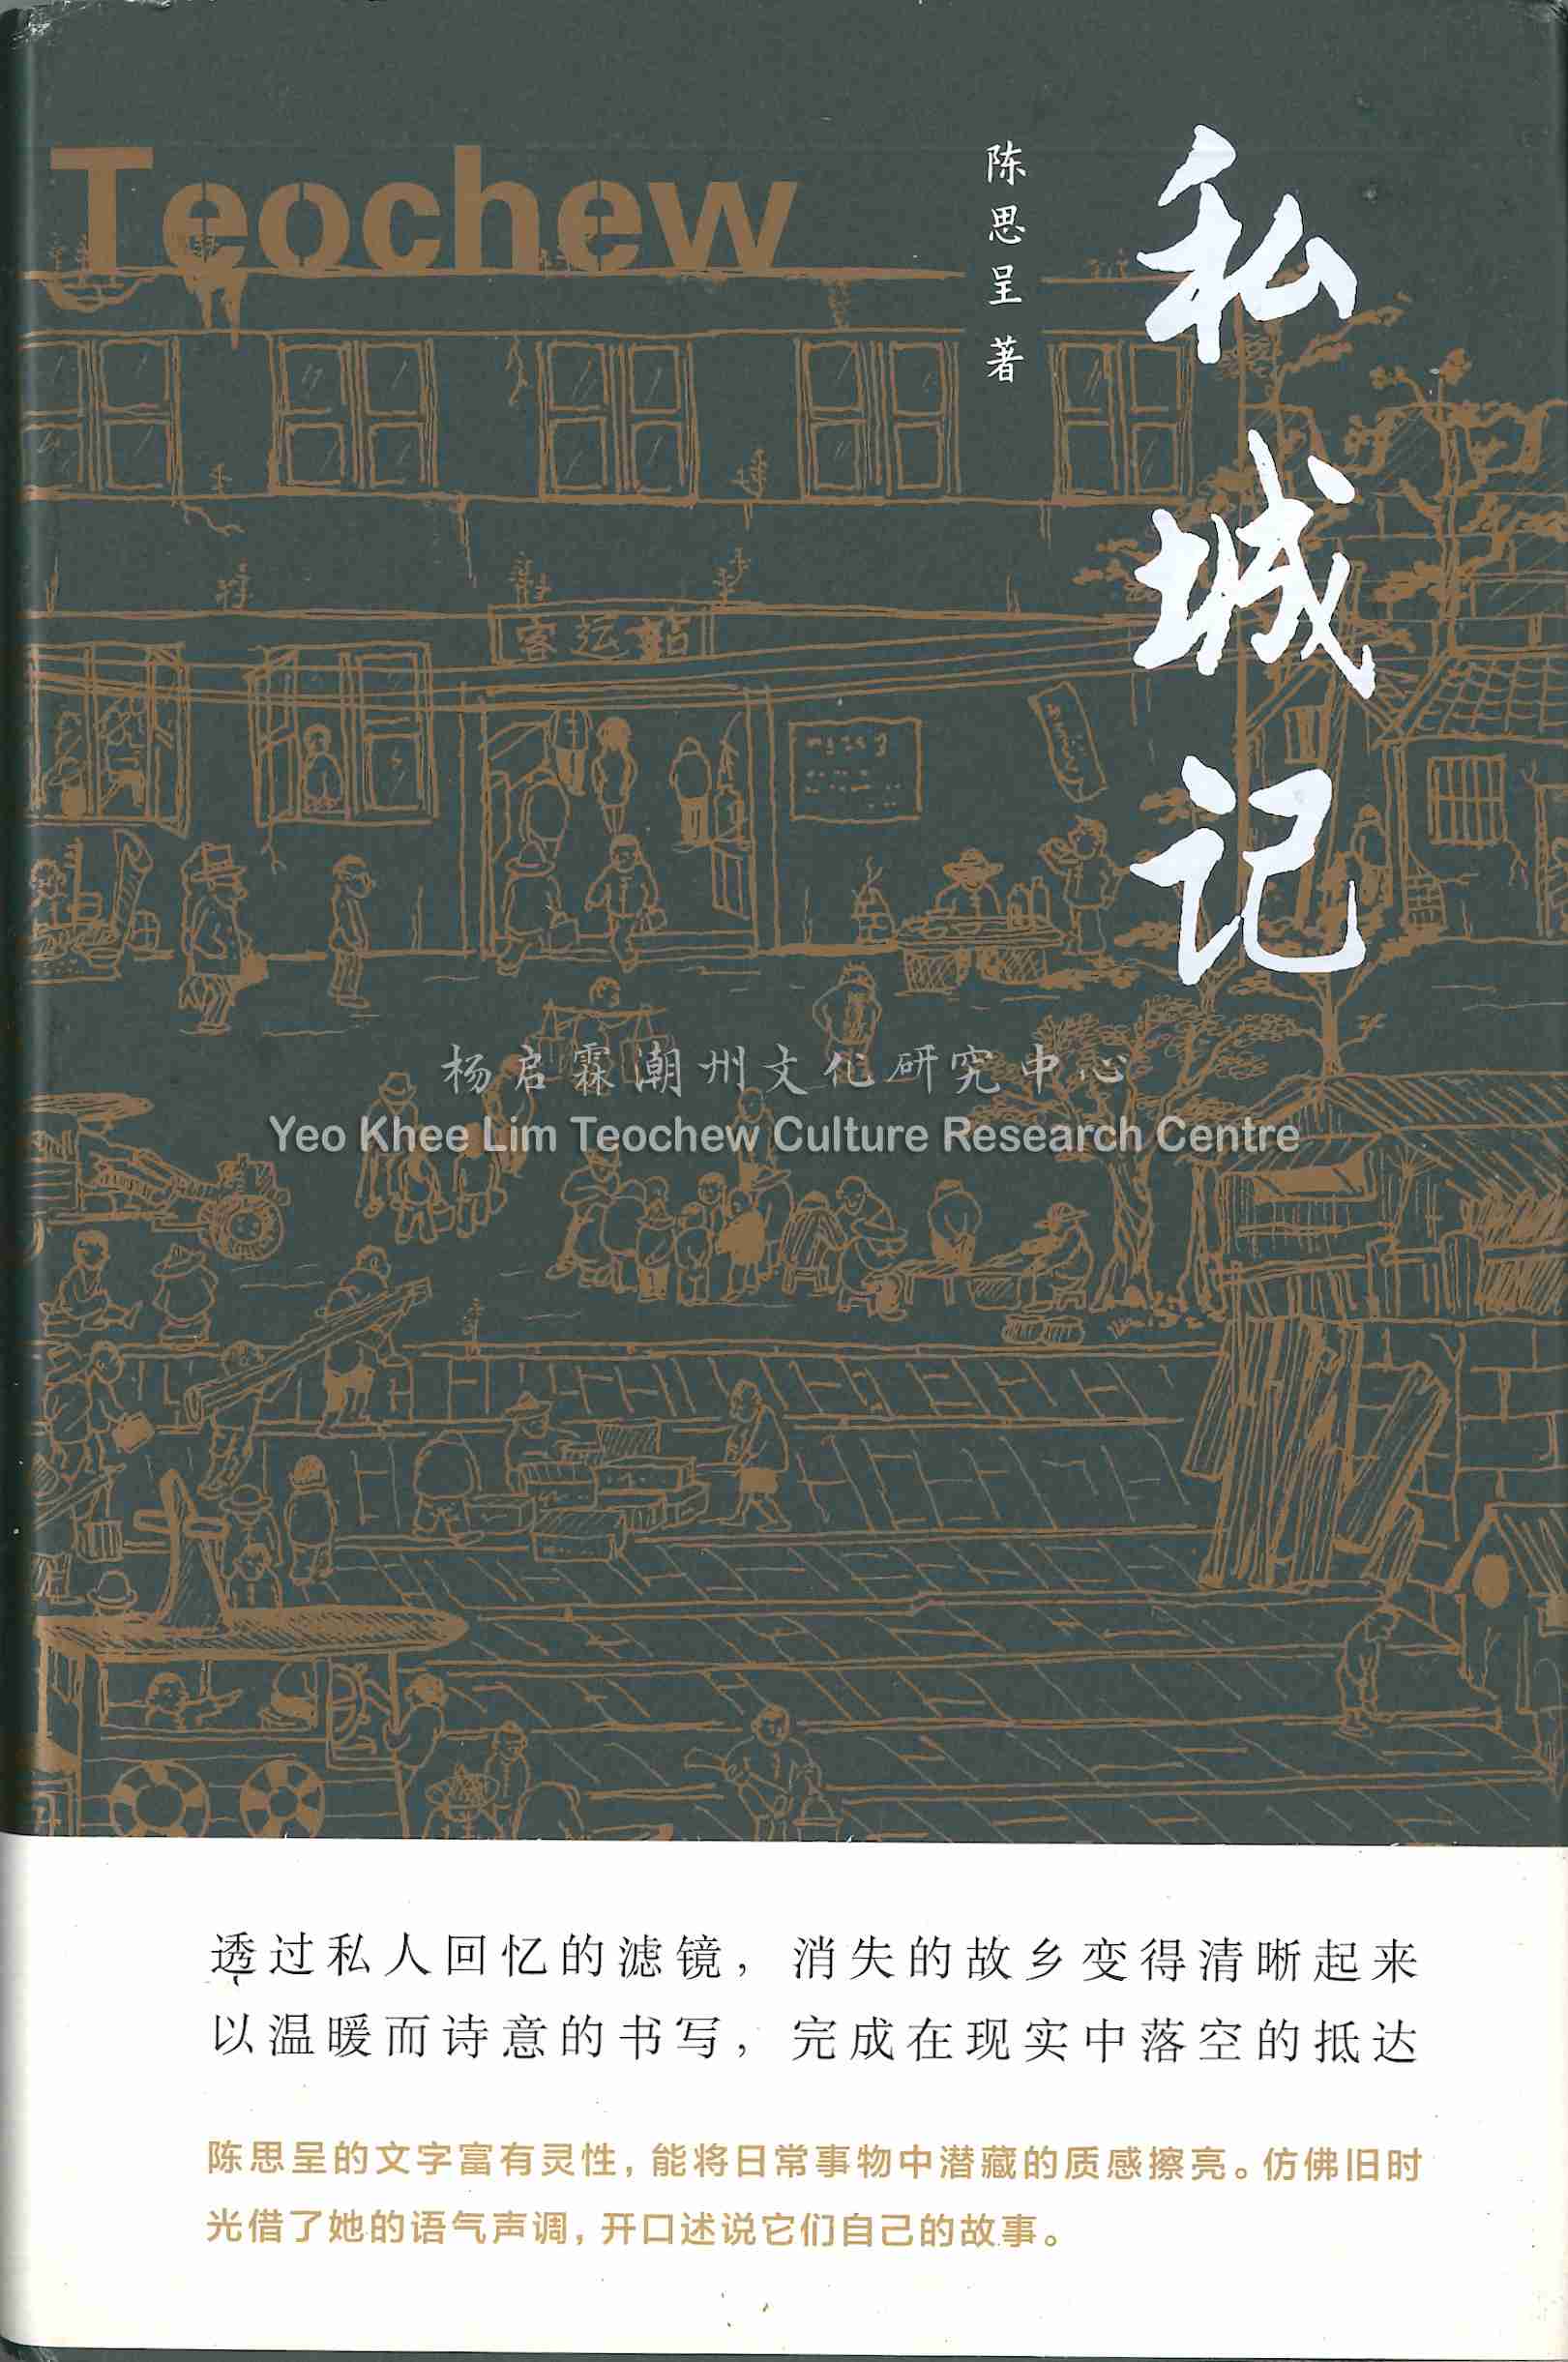 Teochew
陈思呈著
私城记
客运站
杨启霖潮州文化研究中心
Yeo Khee Lim Teochew Culture Research Centre
透过私人回忆的滤镜，消失的故乡变得清晰起来
以温暖而诗意的书写，完成在现实中落空的抵达
陈思呈的文字富有灵性，能将日常事物中潜藏的质感擦亮。仿佛旧时
光借了她的语气声调，开口述说它们自己的故事。